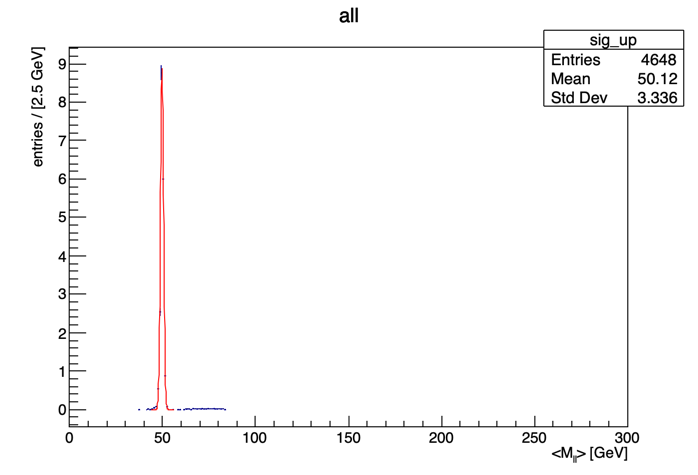 all
sig_up
Entries 4648
Mean 50.12
Std Dev 3.336
entries / [2.5 GeV]
9
8
7
6
5
4
3
2
1
0
0 50 100 150 200 250 300
<M_ll> [GeV]